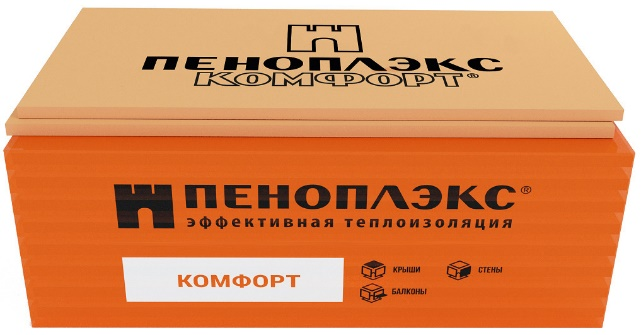 ПЕНОПЛЭКС
КОМФОРТ®
ПЕНОПЛЭКС®
эффективная теплоизоляция
КОМФОРТ
КРЫШИ
СТЕНЫ
БАЛКОНЫ